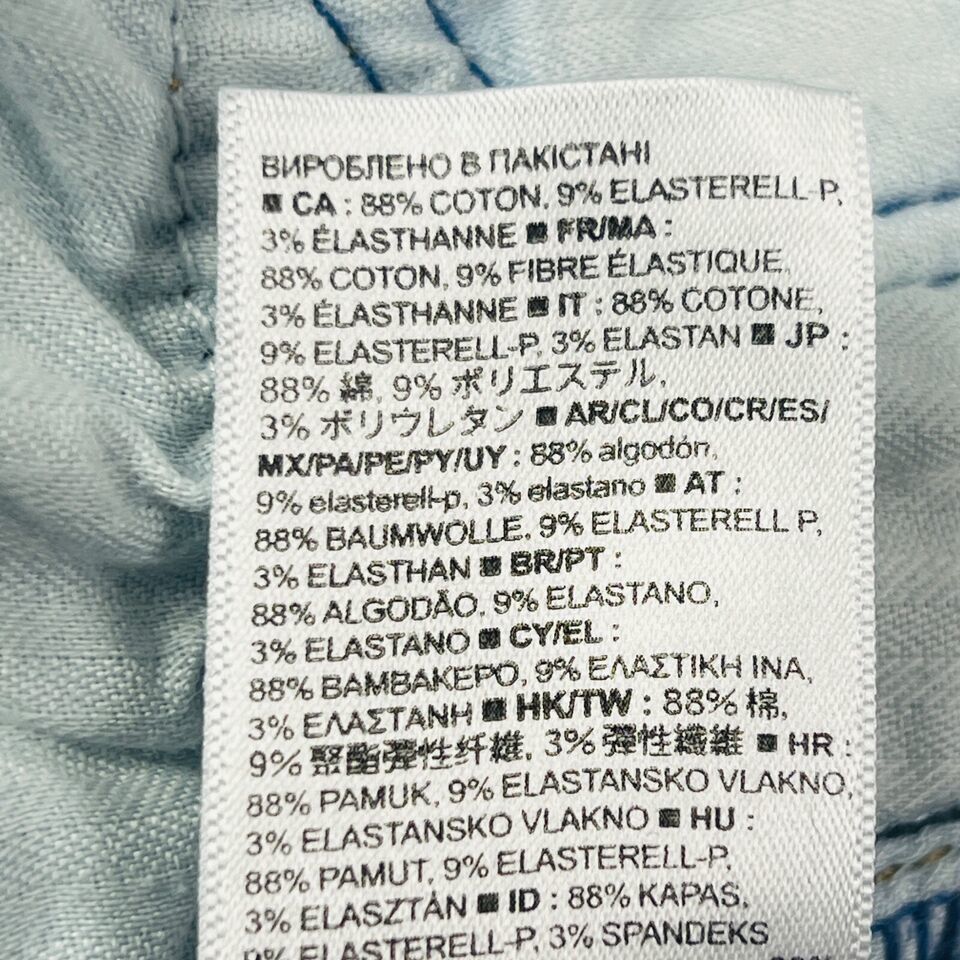 ВИРОБЛЕНО В ПАКІСТАНІ
■ CA : 88% COTON, 9% ELASTERELL-P,
3% ÉLASTHANNE ■ FR/MA :
88% COTON, 9% FIBRE ÉLASTIQUE,
3% ÉLASTHANNE ■ IT : 88% COTONE,
9% ELASTERELL-P, 3% ELASTAN ■ JP :
88% 綿, 9% ポリエステル,
3% ポリウレタン ■ AR/CL/CO/CR/ES/
MX/PA/PE/PY/UY : 88% algodón,
9% elasterell-p, 3% elastano ■ AT :
88% BAUMWOLLE, 9% ELASTERELL P,
3% ELASTHAN ■ BR/PT :
88% ALGODÃO, 9% ELASTANO,
3% ELASTANO ■ CY/EL :
88% ΒΑΜΒΑΚΕΡΟ, 9% ΕΛΑΣΤΙΚΗ ΙΝΑ,
3% ΕΛΑΣΤΑΝΗ ■ HK/TW : 88% 棉,
9% 聚酯彈性纤維, 3% 彈性纖維 ■ HR :
88% PAMUK, 9% ELASTANSKO VLAKNO,
3% ELASTANSKO VLAKNO ■ HU :
88% PAMUT, 9% ELASTERELL-P,
3% ELASZTÁN ■ ID : 88% KAPAS,
9% ELASTERELL-P, 3% SPANDEKS